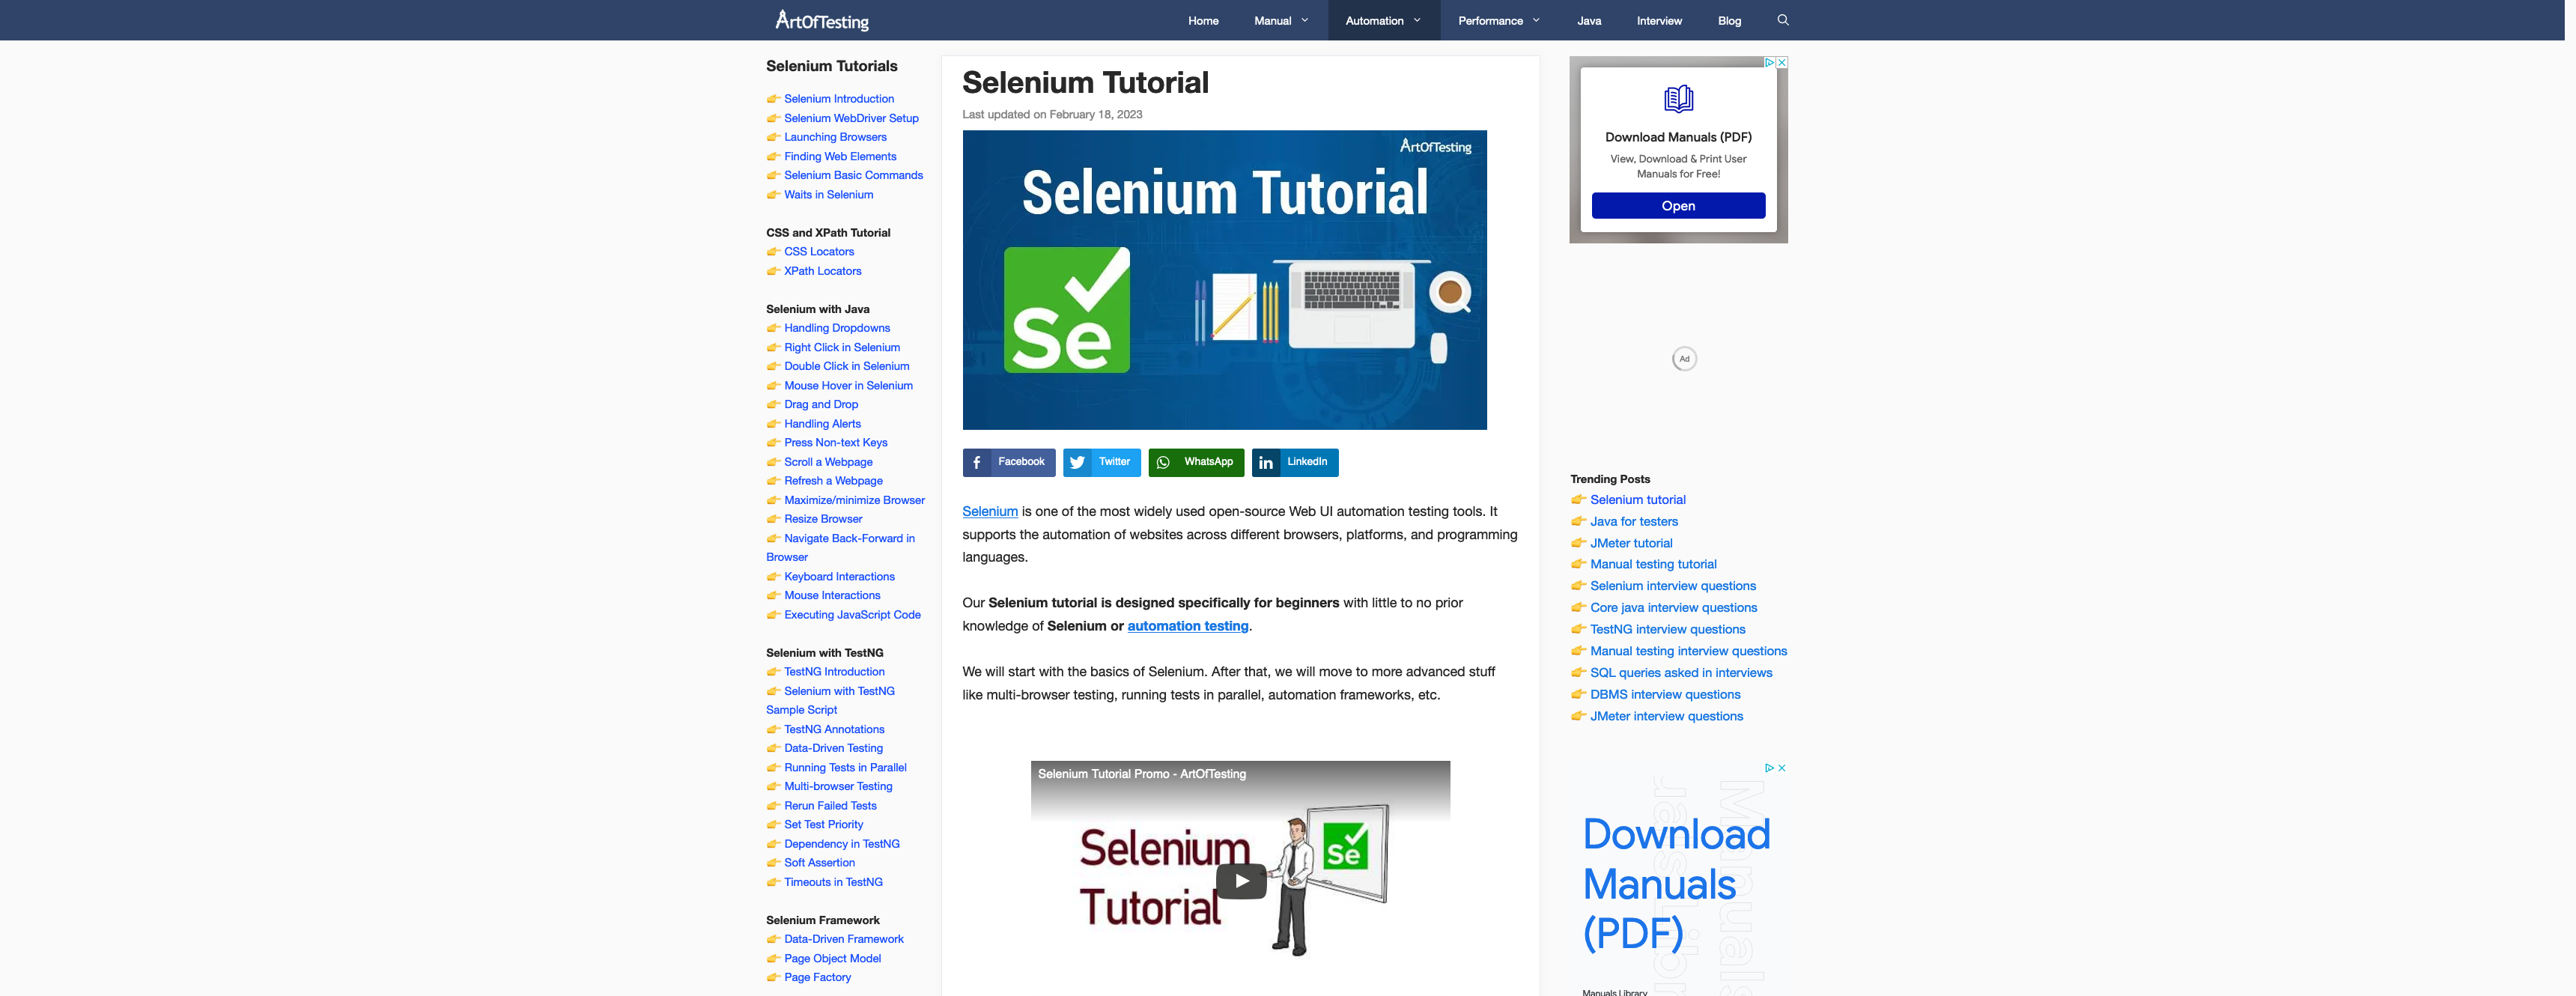 ArtOfTesting
Home
Manual
Automation
Performance
Java
Interview
Blog
Selenium Tutorials
Selenium Introduction
Selenium WebDriver Setup
Launching Browsers
Finding Web Elements
Selenium Basic Commands
Waits in Selenium
CSS and XPath Tutorial
CSS Locators
XPath Locators
Selenium with Java
Handling Dropdowns
Right Click in Selenium
Double Click in Selenium
Mouse Hover in Selenium
Drag and Drop
Handling Alerts
Press Non-text Keys
Scroll a Webpage
Refresh a Webpage
Maximize/minimize Browser
Resize Browser
Navigate Back-Forward in
Browser
Keyboard Interactions
Mouse Interactions
Executing JavaScript Code
Selenium with TestNG
TestNG Introduction
Selenium with TestNG
Sample Script
TestNG Annotations
Data-Driven Testing
Running Tests in Parallel
Multi-browser Testing
Rerun Failed Tests
Set Test Priority
Dependency in TestNG
Soft Assertion
Timeouts in TestNG
Selenium Framework
Data-Driven Framework
Page Object Model
Page Factory
Selenium Tutorial
Last updated on February 18, 2023
ArtOfTesting
Selenium Tutorial
Se
Facebook
Twitter
WhatsApp
LinkedIn
Selenium is one of the most widely used open-source Web UI automation testing tools. It
supports the automation of websites across different browsers, platforms, and programming
languages.
Our Selenium tutorial is designed specifically for beginners with little to no prior
knowledge of Selenium or automation testing.
We will start with the basics of Selenium. After that, we will move to more advanced stuff
like multi-browser testing, running tests in parallel, automation frameworks, etc.
Selenium Tutorial Promo - ArtOfTesting
Selenium
Tutorial
Se
Download Manuals (PDF)
View, Download & Print User
Manuals for Free!
Open
Ad
Trending Posts
Selenium tutorial
Java for testers
JMeter tutorial
Manual testing tutorial
Selenium interview questions
Core java interview questions
TestNG interview questions
Manual testing interview questions
SQL queries asked in interviews
DBMS interview questions
JMeter interview questions
Download
Manuals
(PDF)
Manuals Library